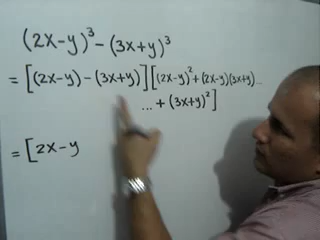 (2x-y)³ - (3x+y)³
= [(2x-y) - (3x+y)][(2x-y)² + (2x-y)(3x+y)...
... + (3x+y)²]
= [2x-y